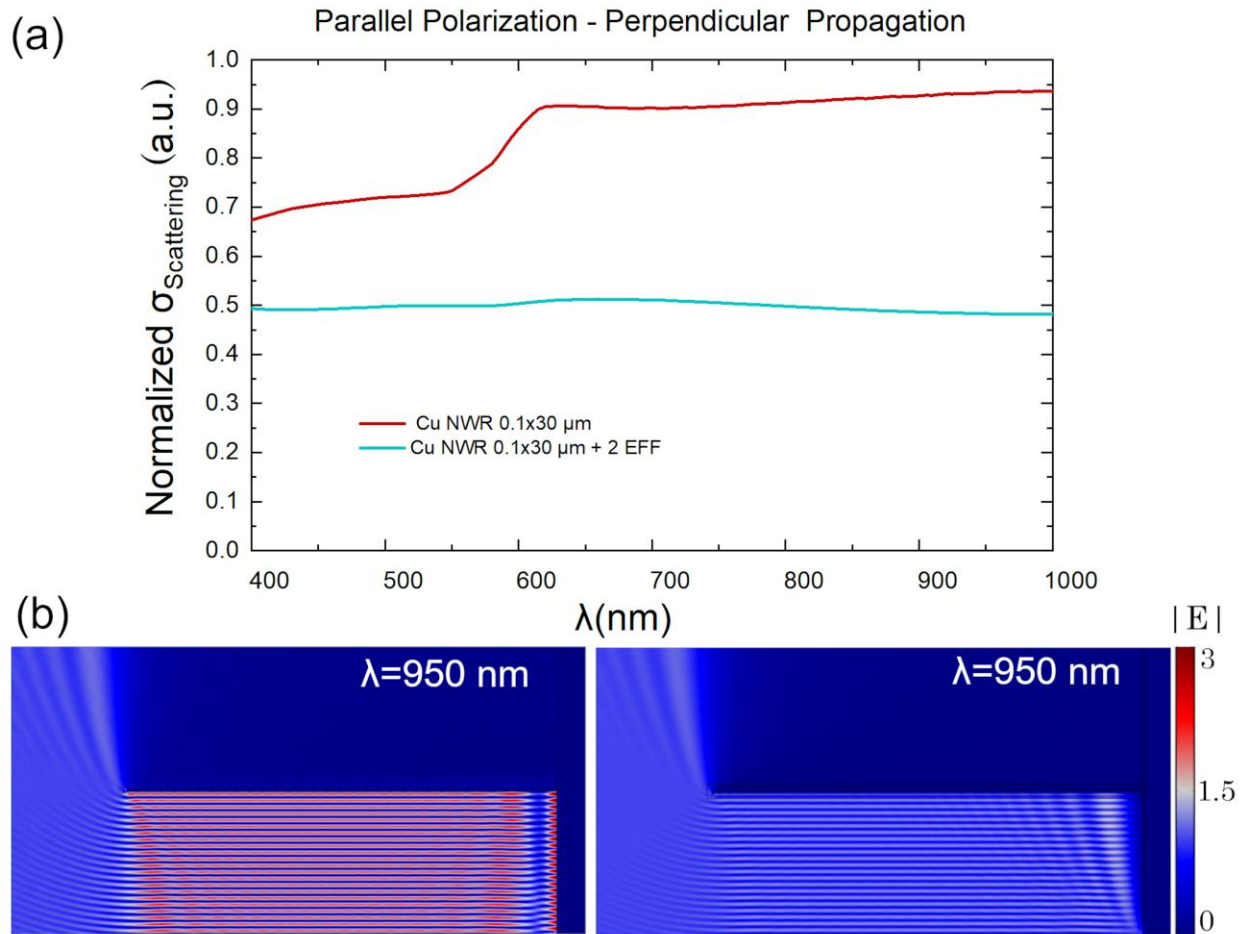 (a)
Parallel Polarization - Perpendicular Propagation
Normalized σScattering (a.u.)
1.0
0.9
0.8
0.7
0.6
0.5
0.4
0.3
0.2
0.1
0.0
Cu NWR 0.1x30 µm
Cu NWR 0.1x30 µm + 2 EFF
400 500 600 700 800 900 1000
λ(nm)
(b)
λ=950 nm
λ=950 nm
|E|
3
1.5
0